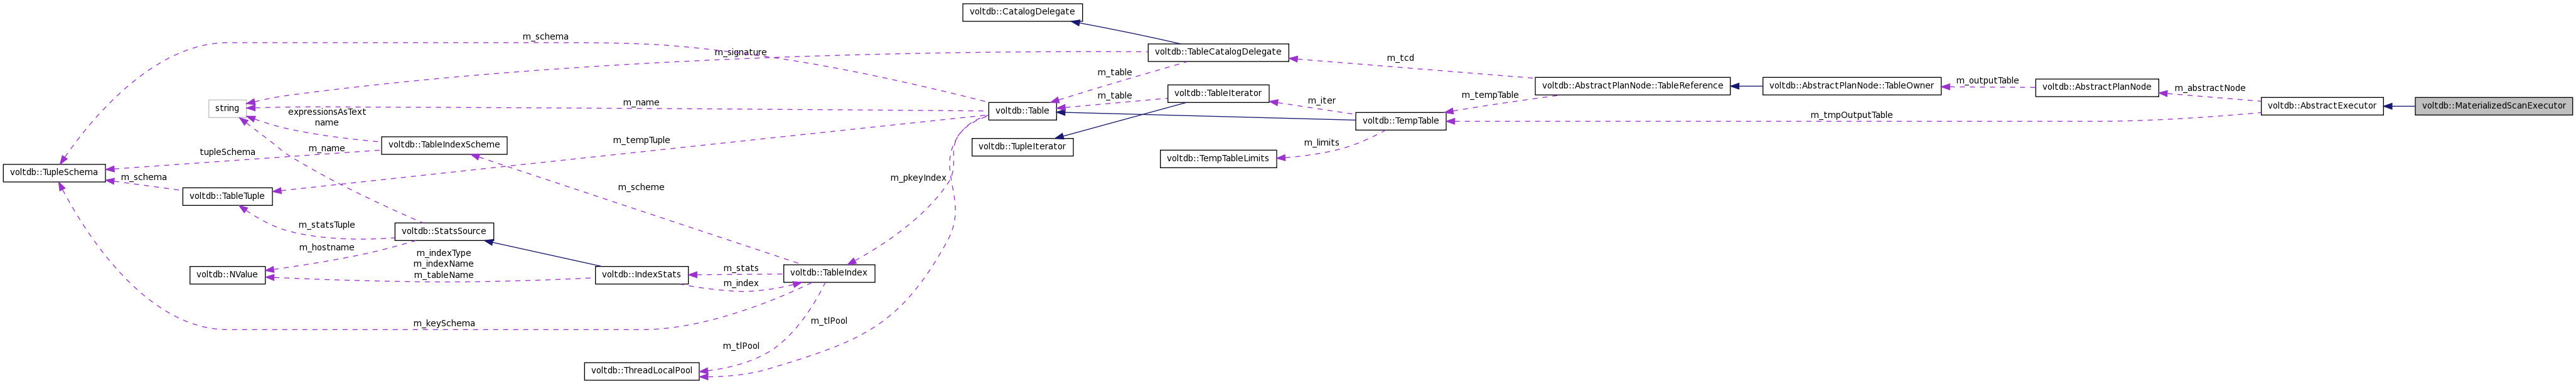 voltdb::CatalogDelegate
m_schema
m_signature
voltdb::TableCatalogDelegate
m_tcd
m_table
voltdb::AbstractPlanNode::TableReference
voltdb::AbstractPlanNode::TableOwner
m_outputTable
voltdb::AbstractPlanNode
m_abstractNode
voltdb::TableIterator
m_table
m_iter
m_tempTable
string
m_name
voltdb::Table
voltdb::AbstractExecutor
voltdb::MaterializedScanExecutor
expressionsAsText
name
voltdb::TempTable
m_tmpOutputTable
voltdb::TableIndexScheme
m_tempTuple
voltdb::TupleIterator
m_limits
tupleSchema
m_name
voltdb::TempTableLimits
voltdb::TupleSchema
m_schema
m_scheme
m_pkeyIndex
voltdb::TableTuple
m_statsTuple
voltdb::StatsSource
m_hostname
m_indexType
m_indexName
m_tableName
voltdb::NValue
voltdb::IndexStats
m_stats
m_index
voltdb::TableIndex
m_keySchema
m_tlPool
m_tlPool
voltdb::ThreadLocalPool